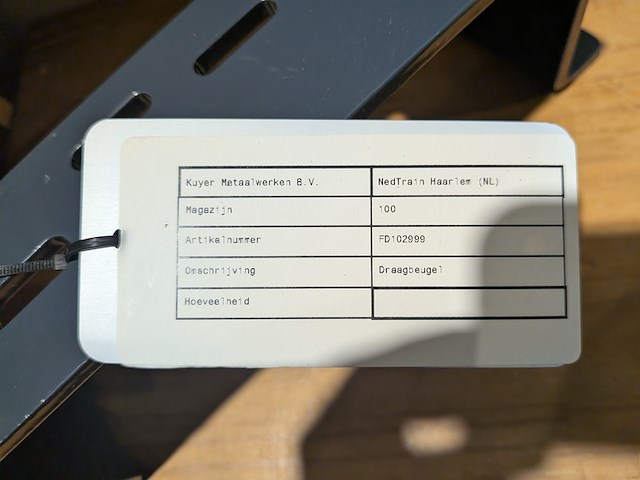 Kuyer Metaalwerken B.V. NedTrain Haarlem (NL)
Magazijn 100
Artikelnummer FD102999
Omschrijving Draagbeugel
Hoeveelheid